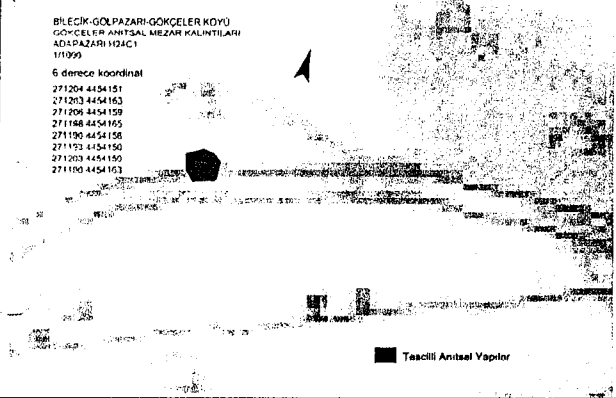 BİLECİK-GÖLPAZARI-GÖKÇELER KÖYÜ
GÖKÇELER ANITSAL MEZAR KALINTILARI
ADAPAZARI H24C1
1/1000
6 derece koordinat
271204 4454151
271203 4454163
271206 4454159
271198 4454165
271190 4454158
271193 4454150
271203 4454150
271190 4454163
Tescilli Anıtsal Yapılar